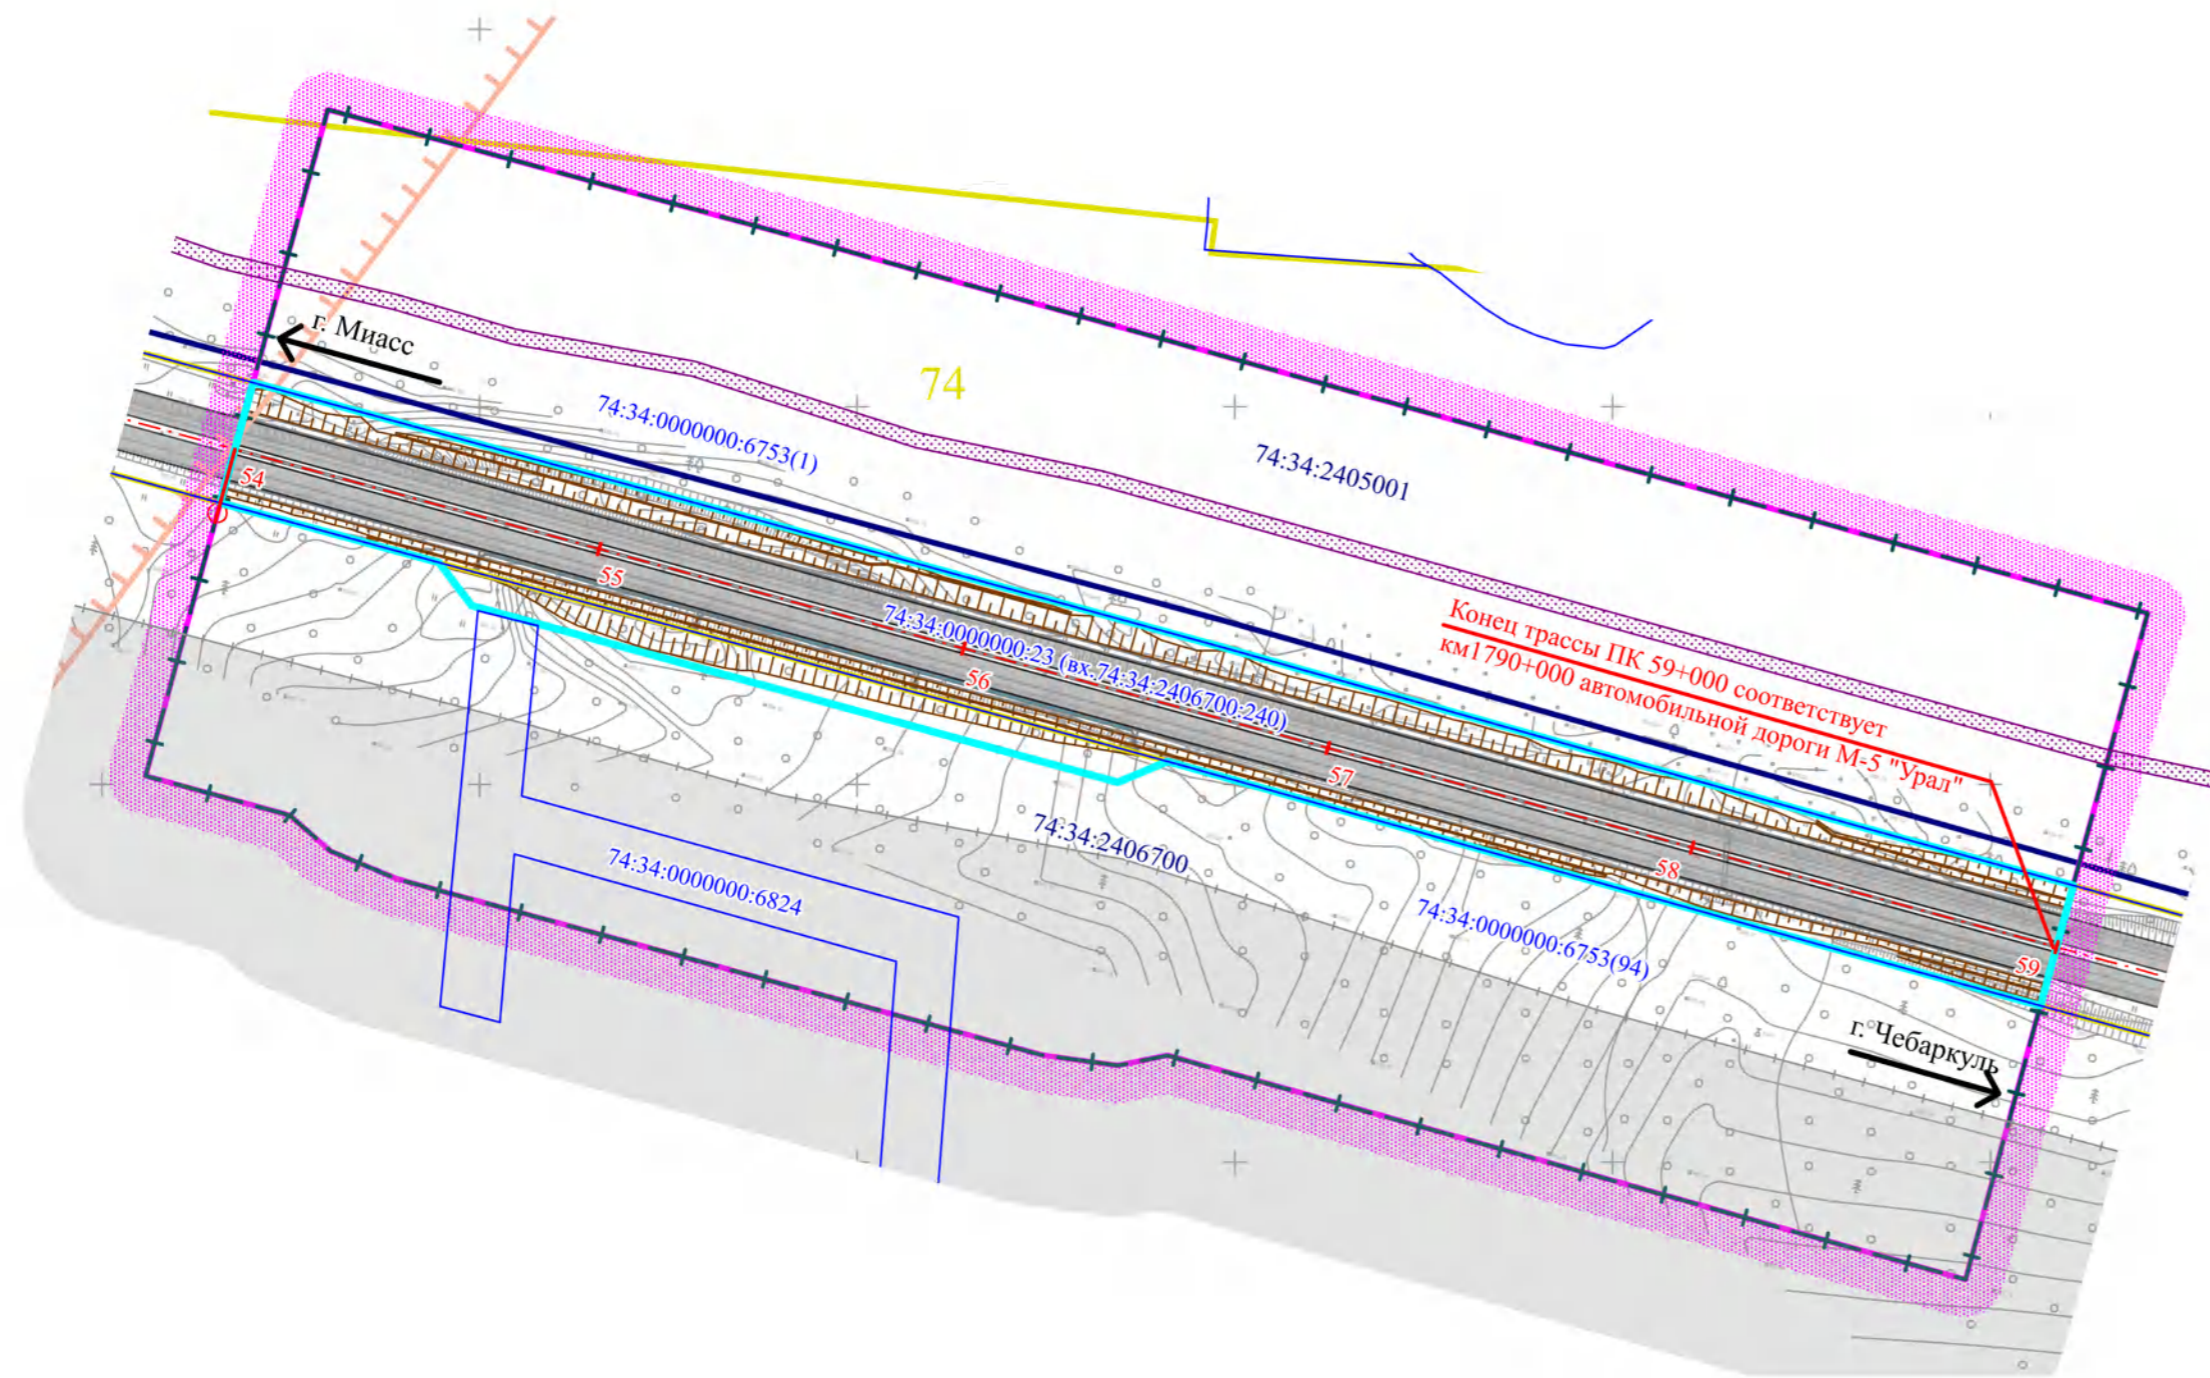 г. Миасс
74
74:34:0000000:6753(1)
74:34:2405001
54
55
74:34:0000000:23 (вх.74:34:2406700:240)
56
Конец трассы ПК 59+000 соответствует
км1790+000 автомобильной дороги М-5 "Урал"
57
74:34:2406700
58
74:34:0000000:6824
74:34:0000000:6753(94)
59
г. Чебаркуль